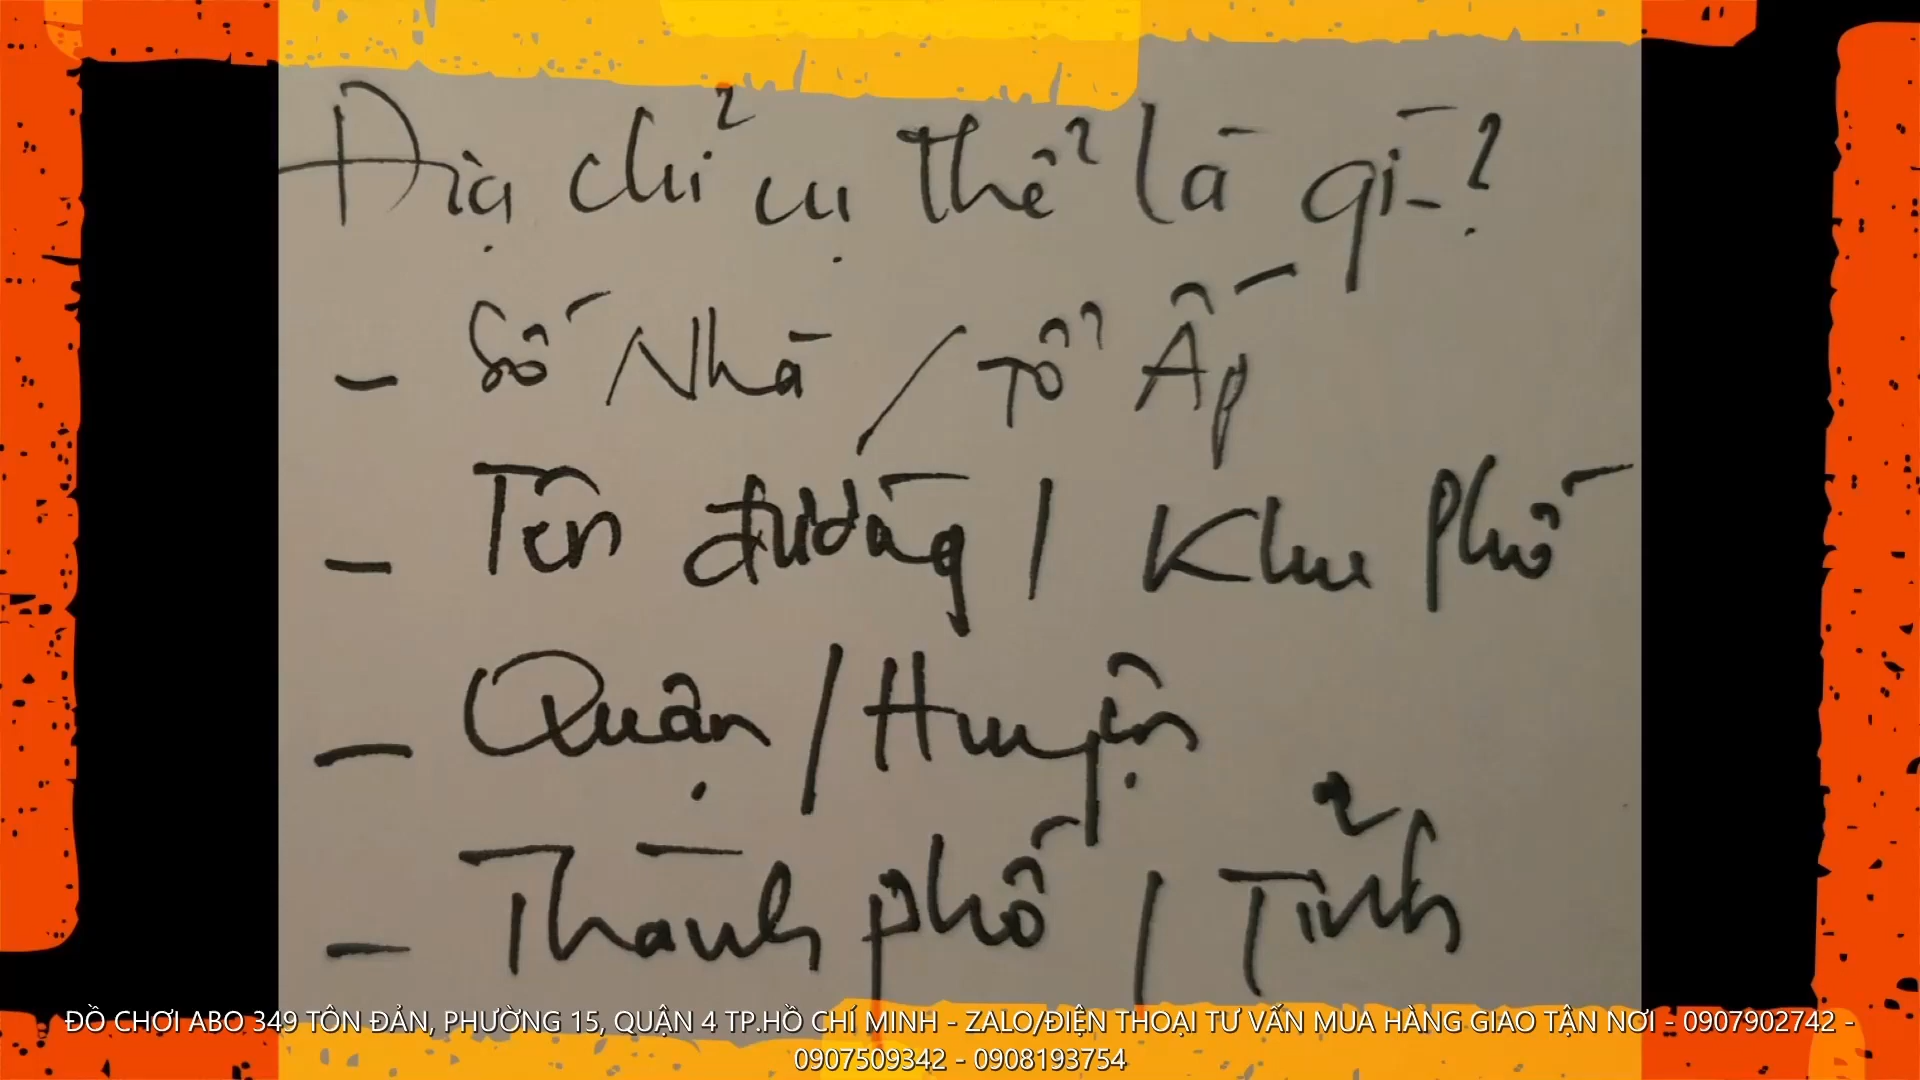 Địa chỉ cụ thể là gì?
- Số Nhà / Tổ Ấp
- Tên đường / Khu phố
- Quận / Huyện
- Thành phố / Tỉnh
ĐỒ CHƠI ABO 349 TÔN ĐẢN, PHƯỜNG 15, QUẬN 4 TP.HỒ CHÍ MINH - ZALO/ĐIỆN THOẠI TƯ VẤN MUA HÀNG GIAO TẬN NƠI - 0907902742 -
0907509342 - 0908193754